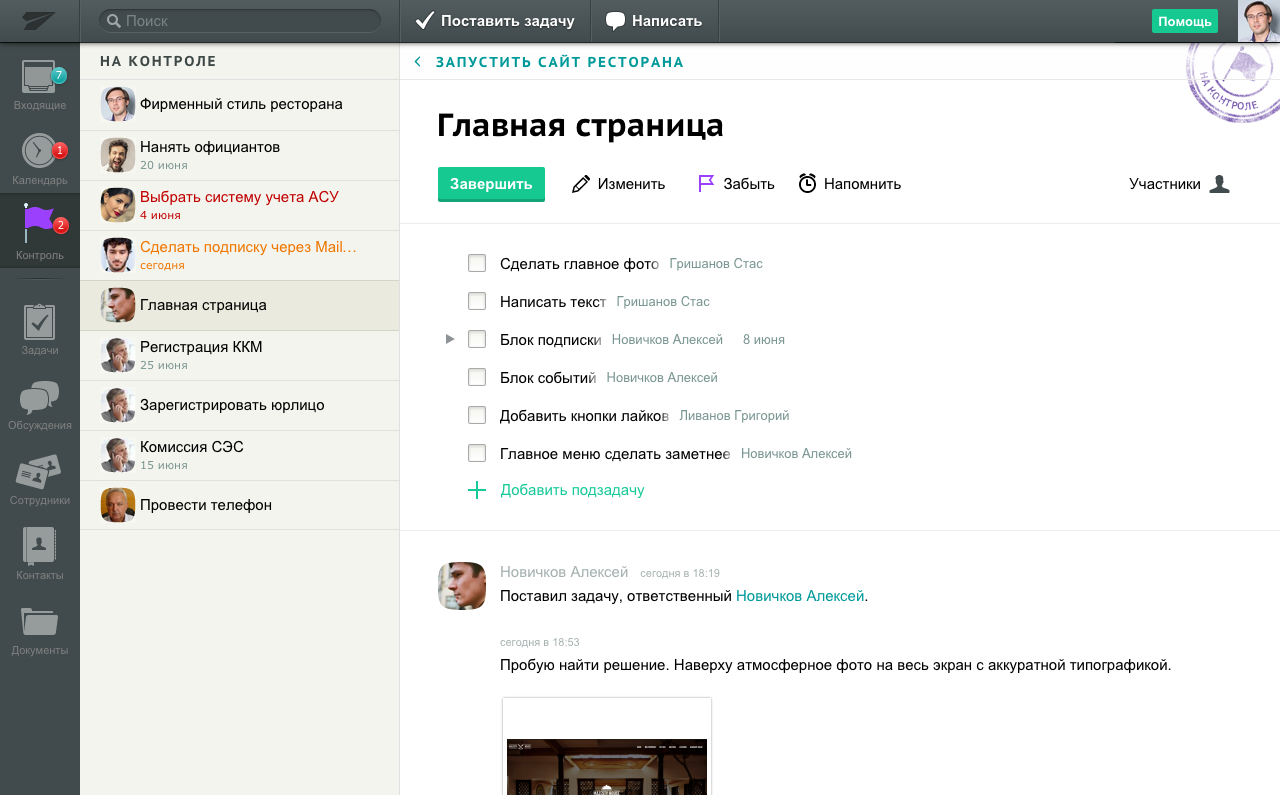 Поиск
Поставить задачу
Написать
Помощь
7
Входящие
1
Календарь
2
Контроль
Задачи
Обсуждения
Сотрудники
Контакты
Документы
НА КОНТРОЛЕ
Фирменный стиль ресторана
Нанять официантов
20 июня
Выбрать систему учета АСУ
4 июня
Сделать подписку через Mail…
сегодня
Главная страница
Регистрация ККМ
25 июня
Зарегистрировать юрлицо
Комиссия СЭС
15 июня
Провести телефон
ЗАПУСТИТЬ САЙТ РЕСТОРАНА
НА КОНТРОЛЕ
Главная страница
Завершить
Изменить
Забыть
Напомнить
Участники
Сделать главное фото Гришанов Стас
Написать текст Гришанов Стас
Блок подписки Новичков Алексей 8 июня
Блок событий Новичков Алексей
Добавить кнопки лайков Ливанов Григорий
Главное меню сделать заметнее Новичков Алексей
Добавить подзадачу
Новичков Алексей сегодня в 18:19
Поставил задачу, ответственный Новичков Алексей.
сегодня в 18:53
Пробую найти решение. Наверху атмосферное фото на весь экран с аккуратной типографикой.